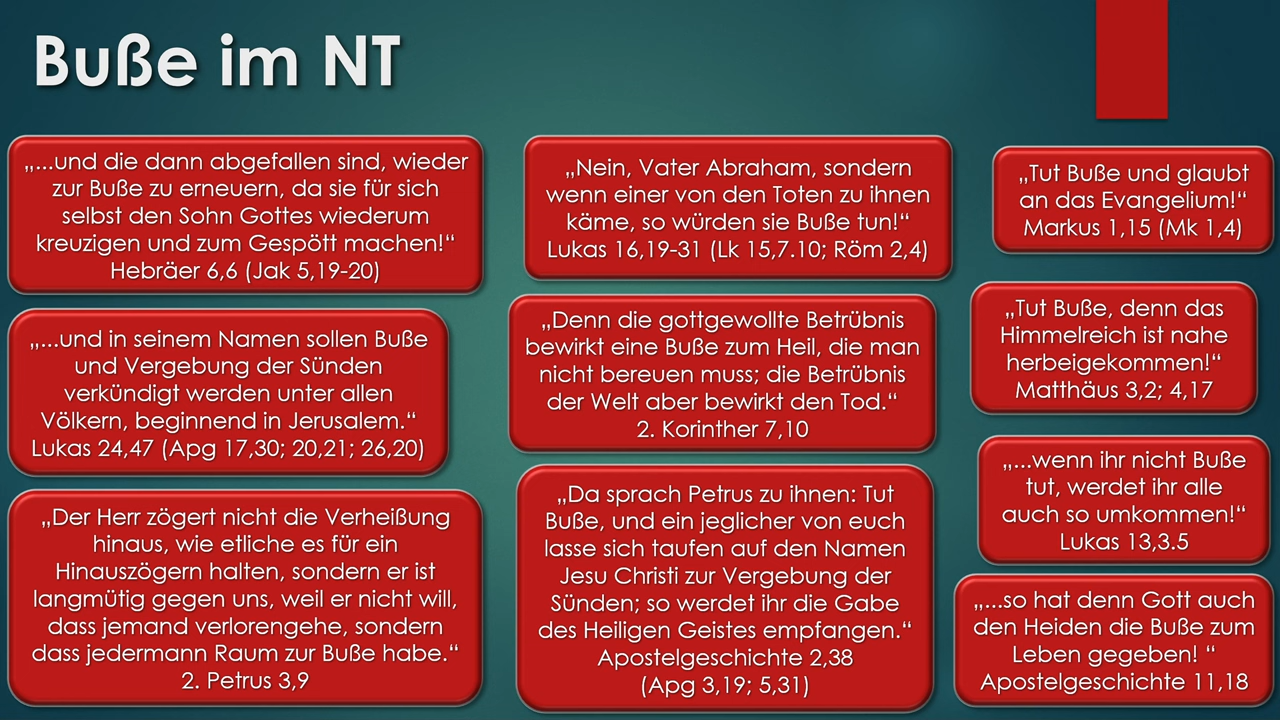 Buße im NT
„...und die dann abgefallen sind, wieder
zur Buße zu erneuern, da sie für sich
selbst den Sohn Gottes wiederum
kreuzigen und zum Gespött machen!“
Hebräer 6,6 (Jak 5,19-20)
„...und in seinem Namen sollen Buße
und Vergebung der Sünden
verkündigt werden unter allen
Völkern, beginnend in Jerusalem.“
Lukas 24,47 (Apg 17,30; 20,21; 26,20)
„Der Herr zögert nicht die Verheißung
hinaus, wie etliche es für ein
Hinauszögern halten, sondern er ist
langmütig gegen uns, weil er nicht will,
dass jemand verlorengehe, sondern
dass jedermann Raum zur Buße habe.“
2. Petrus 3,9
„Nein, Vater Abraham, sondern
wenn einer von den Toten zu ihnen
käme, so würden sie Buße tun!“
Lukas 16,19-31 (Lk 15,7.10; Röm 2,4)
„Denn die gottgewollte Betrübnis
bewirkt eine Buße zum Heil, die man
nicht bereuen muss; die Betrübnis
der Welt aber bewirkt den Tod.“
2. Korinther 7,10
„Da sprach Petrus zu ihnen: Tut
Buße, und ein jeglicher von euch
lasse sich taufen auf den Namen
Jesu Christi zur Vergebung der
Sünden; so werdet ihr die Gabe
des Heiligen Geistes empfangen.“
Apostelgeschichte 2,38
(Apg 3,19; 5,31)
„Tut Buße und glaubt
an das Evangelium!“
Markus 1,15 (Mk 1,4)
„Tut Buße, denn das
Himmelreich ist nahe
herbeigekommen!“
Matthäus 3,2; 4,17
„...wenn ihr nicht Buße
tut, werdet ihr alle
auch so umkommen!“
Lukas 13,3.5
„...so hat denn Gott auch
den Heiden die Buße zum
Leben gegeben! “
Apostelgeschichte 11,18